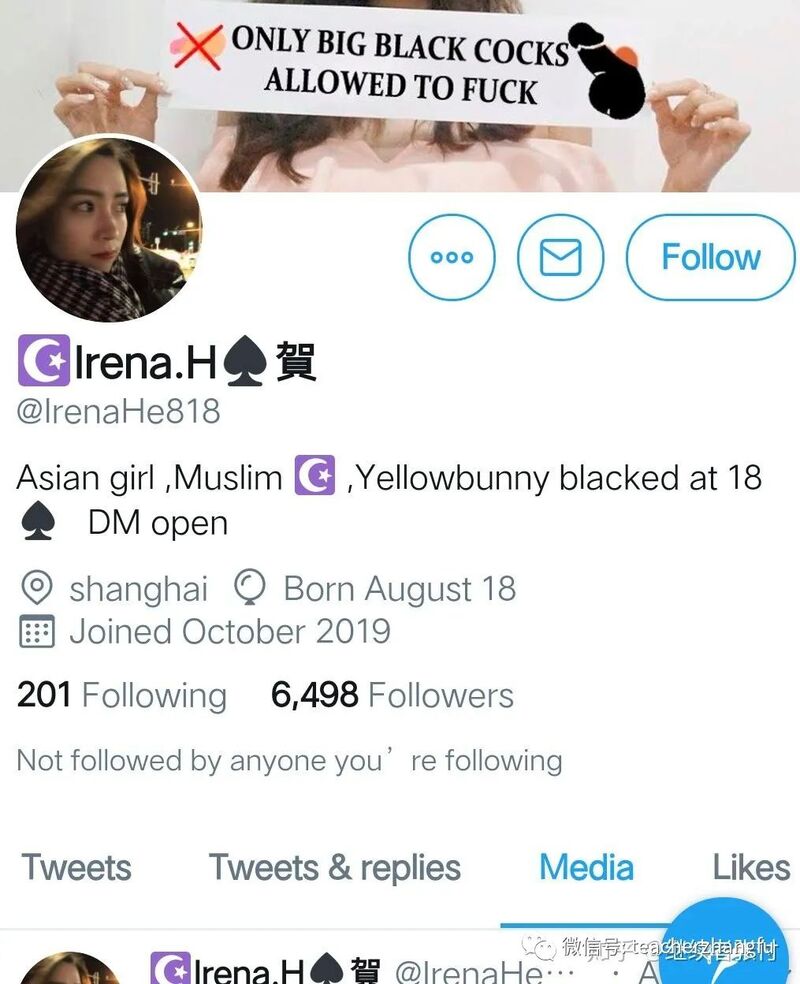 ONLY BIG BLACK COCKS
ALLOWED TO FUCK
Follow
☪Irena.H♠賀
@IrenaHe818
Asian girl ,Muslim ☪ ,Yellowbunny blacked at 18
♠ DM open
shanghai Born August 18
Joined October 2019
201 Following 6,498 Followers
Not followed by anyone you’re following
Tweets Tweets & replies Media Likes
微信号: teacherzhangfu
☪Irena.H♠賀 @IrenaHe… · A